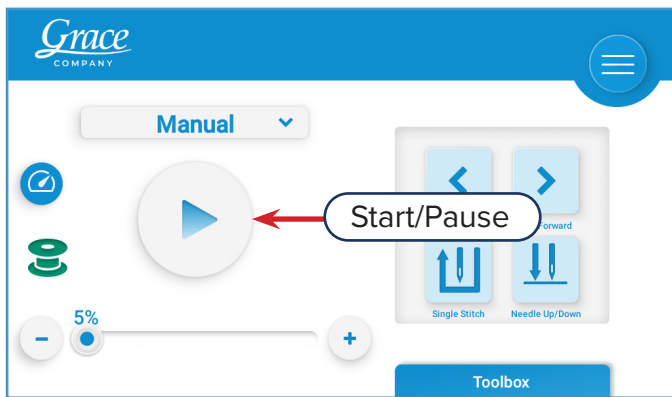 Grace
COMPANY
Manual
Start/Pause
Forward
5%
Single Stitch
Needle Up/Down
Toolbox